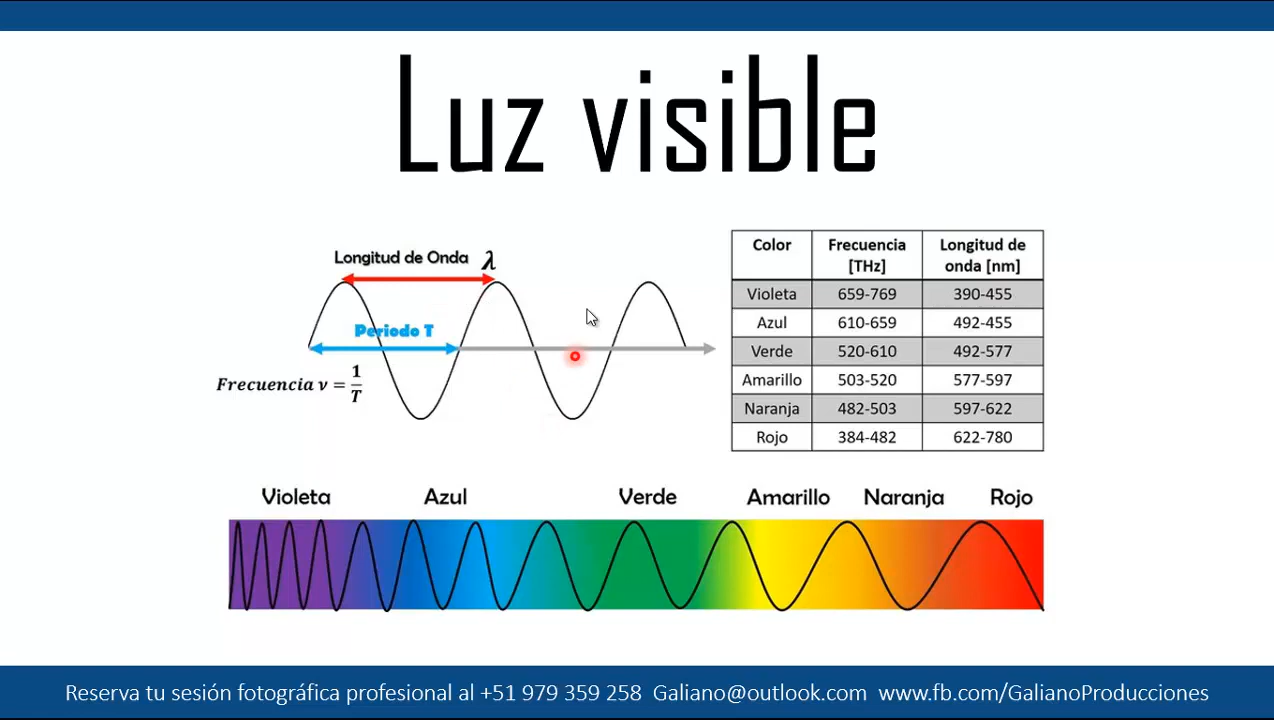 Luz visible
Longitud de Onda λ
Periodo T
Frecuencia ν = 1/T
Color Frecuencia [THz] Longitud de onda [nm]
Violeta 659-769 390-455
Azul 610-659 492-455
Verde 520-610 492-577
Amarillo 503-520 577-597
Naranja 482-503 597-622
Rojo 384-482 622-780
Violeta Azul Verde Amarillo Naranja Rojo
Reserva tu sesión fotográfica profesional al +51 979 359 258 Galiano@outlook.com www.fb.com/GalianoProducciones